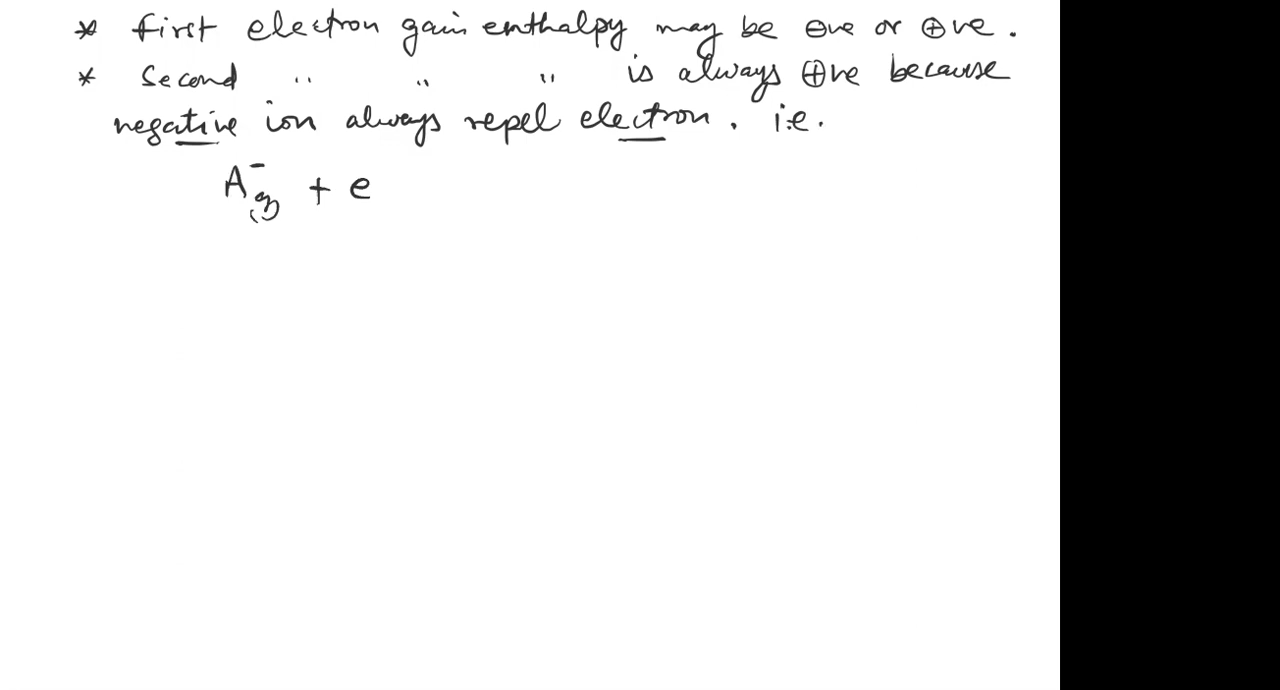 * first electron gain enthalpy may be ⊖ve or ⊕ve.
* Second " " " is always ⊕ve because
negative ion always repel electron. i.e.
A⁻(g) + e